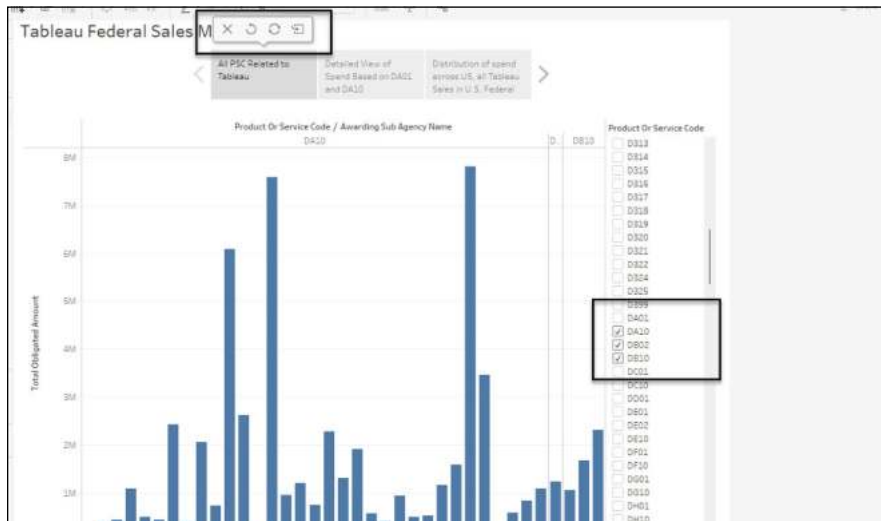 Tableau Federal Sales M
All PSC Related to
Tableau
Detailed View of
Spend Based on DA01
and DA10
Distribution of spend
across US, all Tableau
Sales in U.S. Federal
Product Or Service Code / Awarding Sub Agency Name
DA10
D..
DB10
8M
7M
6M
5M
4M
3M
2M
1M
Total Obligated Amount
Product Or Service Code
D313
D314
D315
D316
D317
D318
D319
D320
D321
D322
D324
D325
D399
DA01
DA10
DB02
DB10
DC01
DC10
DD01
DE01
DE02
DE10
DF01
DF10
DG01
DG10
DH01
DH10